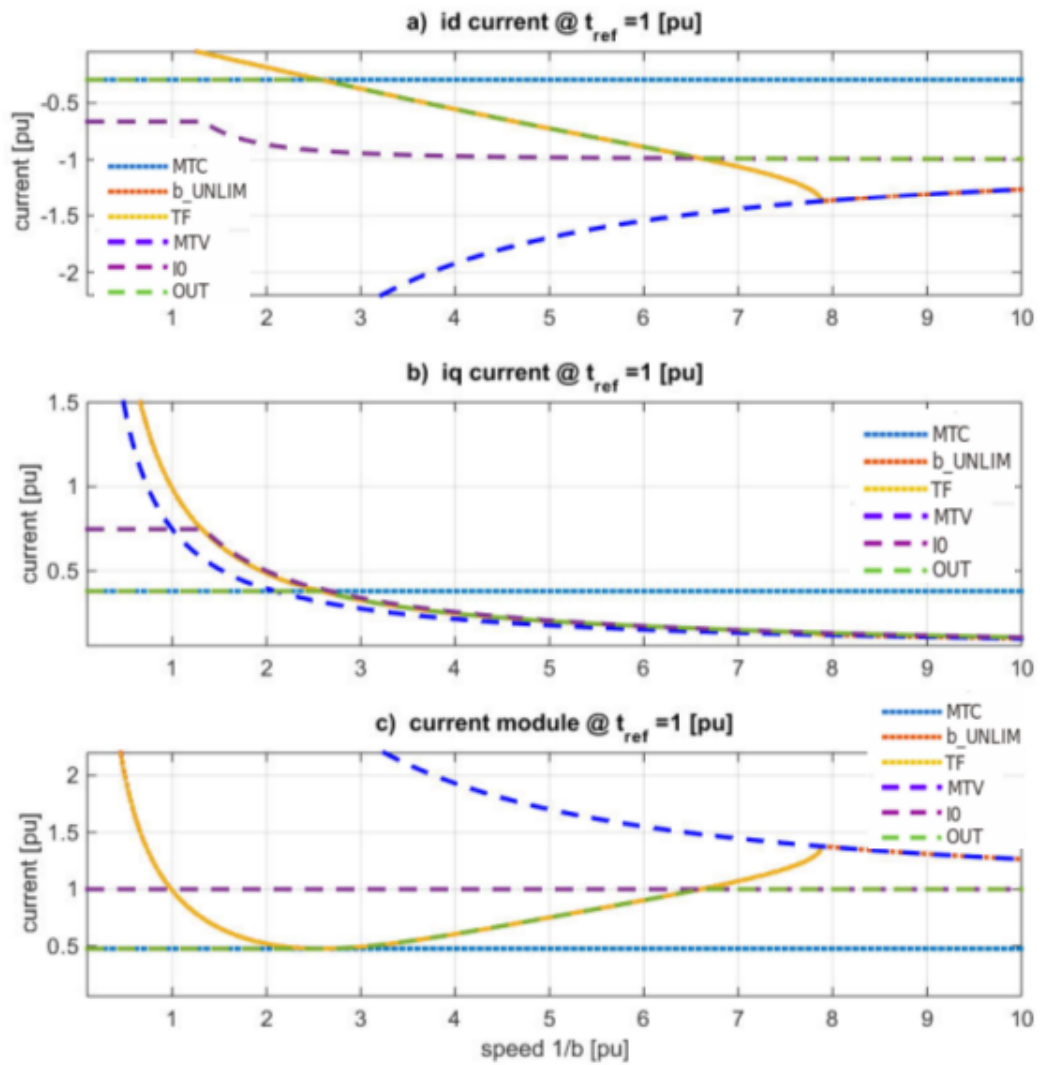 a) id current @ t_ref =1 [pu]
current [pu]
-0.5
-1
-1.5
-2
MTC
b_UNLIM
TF
MTV
I0
OUT
1 2 3 4 5 6 7 8 9 10
b) iq current @ t_ref =1 [pu]
current [pu]
1.5
1
0.5
MTC
b_UNLIM
TF
MTV
I0
OUT
1 2 3 4 5 6 7 8 9 10
c) current module @ t_ref =1 [pu]
current [pu]
2
1.5
1
0.5
MTC
b_UNLIM
TF
MTV
I0
OUT
1 2 3 4 5 6 7 8 9 10
speed 1/b [pu]